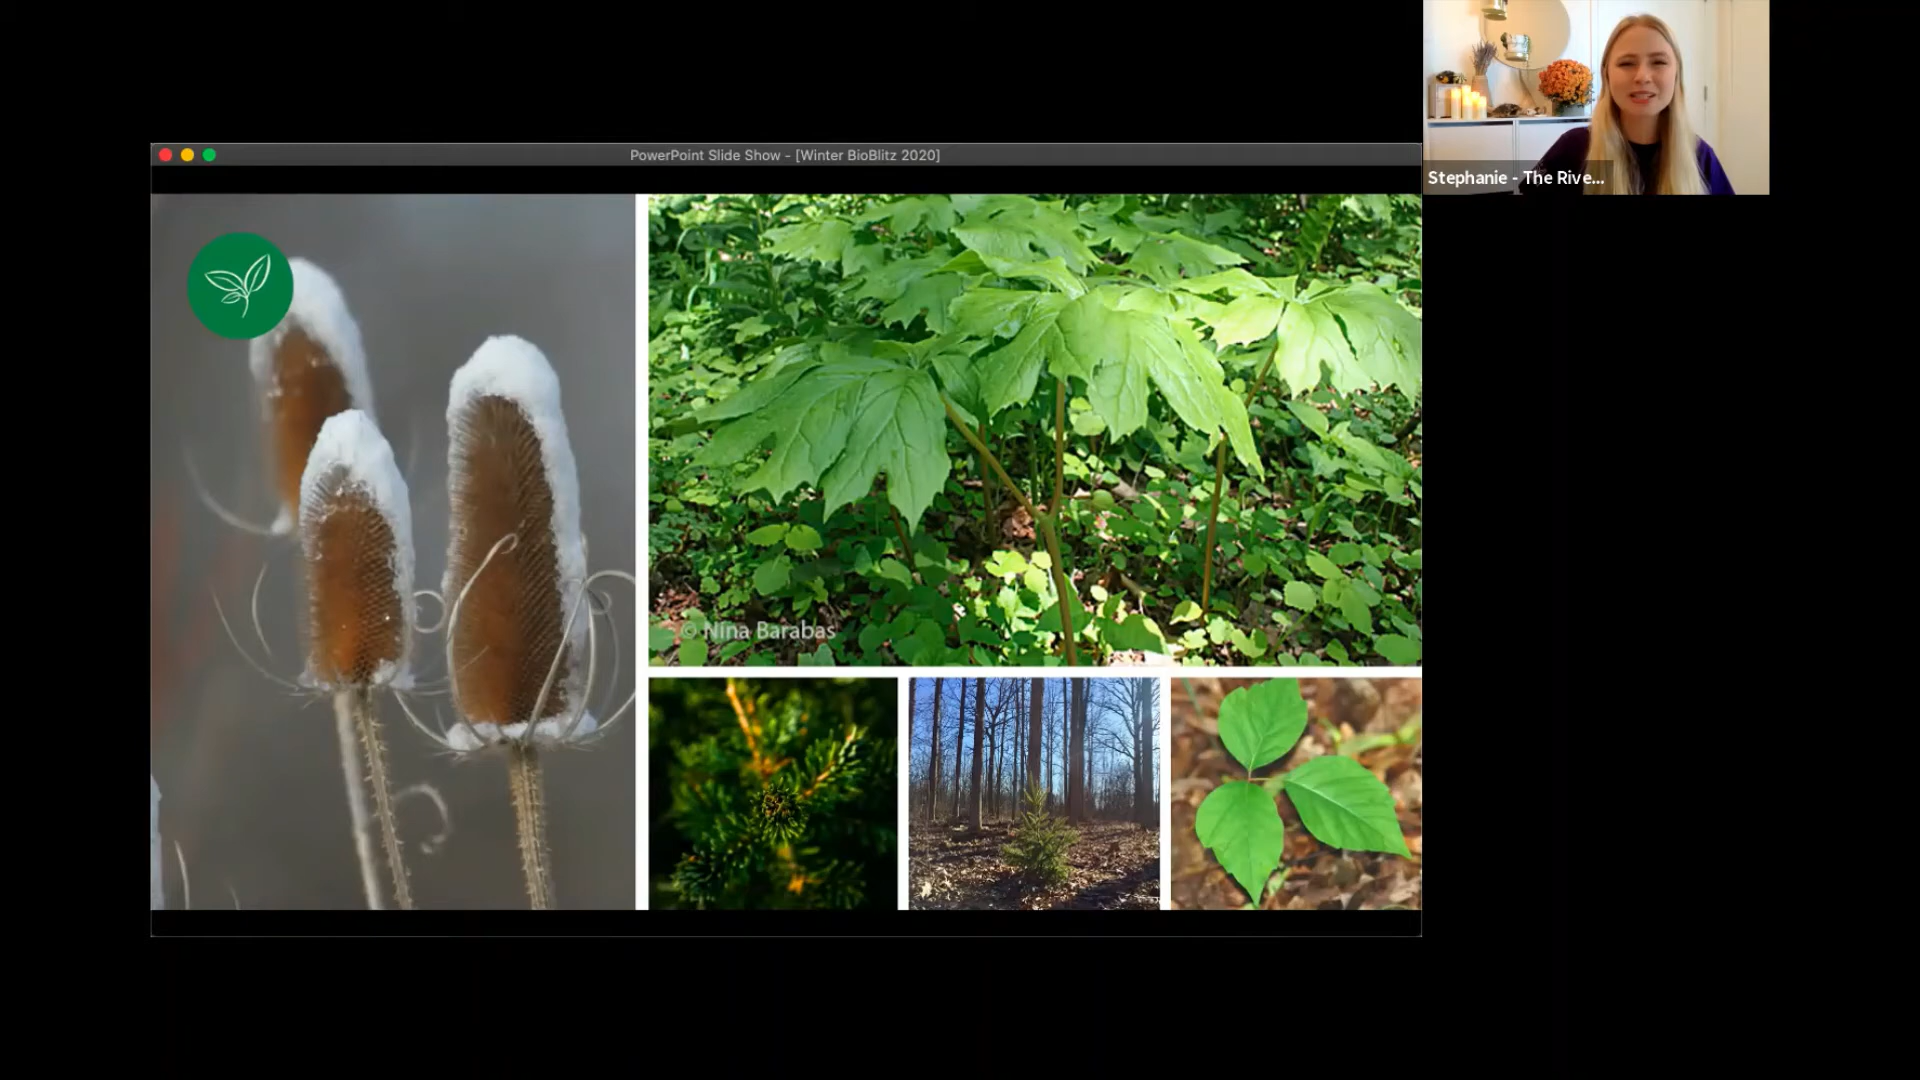 PowerPoint Slide Show - [Winter BioBlitz 2020]
Stephanie - The Rive...
© Nina Barabas